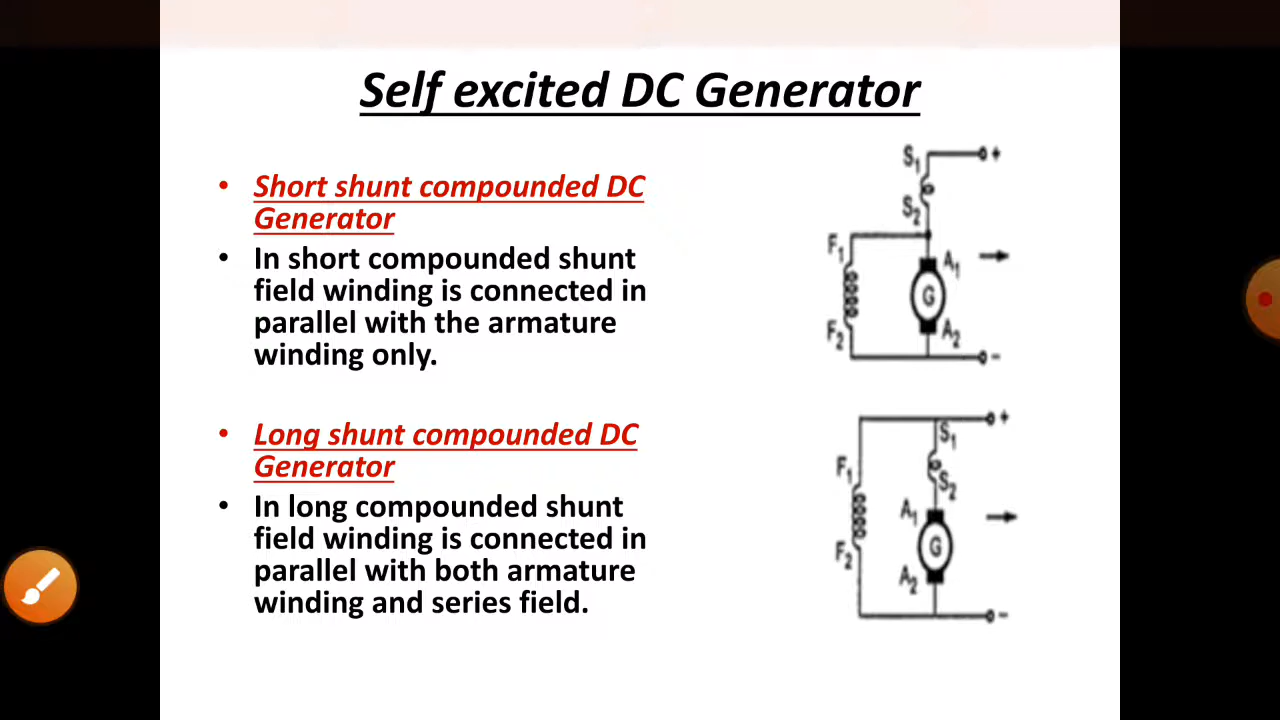 Self excited DC Generator
• Short shunt compounded DC
Generator
• In short compounded shunt
field winding is connected in
parallel with the armature
winding only.
• Long shunt compounded DC
Generator
• In long compounded shunt
field winding is connected in
parallel with both armature
winding and series field.
S₁ +
S₂
F₁ A₁
G
F₂ A₂
−
+
S₁
F₁ S₂
A₁
F₂ G
A₂
−